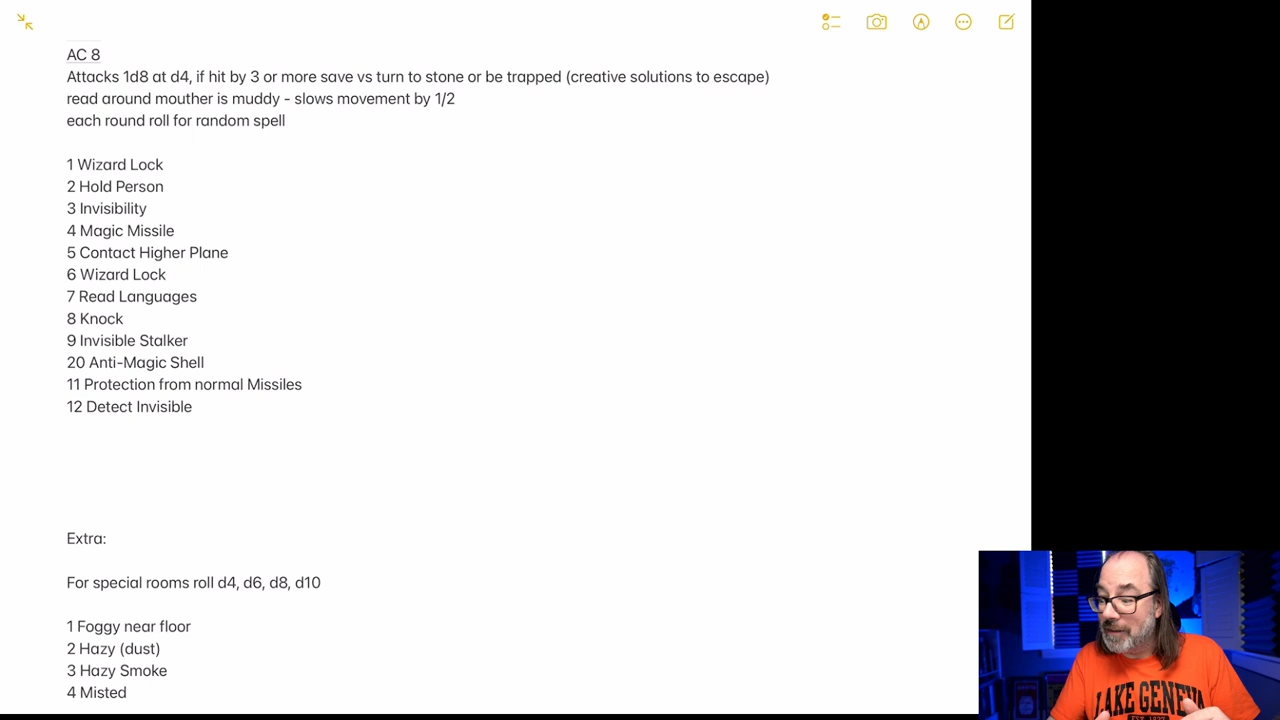 AC 8
Attacks 1d8 at d4, if hit by 3 or more save vs turn to stone or be trapped (creative solutions to escape)
read around mouther is muddy - slows movement by 1/2
each round roll for random spell
1 Wizard Lock
2 Hold Person
3 Invisibility
4 Magic Missile
5 Contact Higher Plane
6 Wizard Lock
7 Read Languages
8 Knock
9 Invisible Stalker
20 Anti-Magic Shell
11 Protection from normal Missiles
12 Detect Invisible
Extra:
For special rooms roll d4, d6, d8, d10
1 Foggy near floor
2 Hazy (dust)
3 Hazy Smoke
4 Misted
LAKE GENEVA